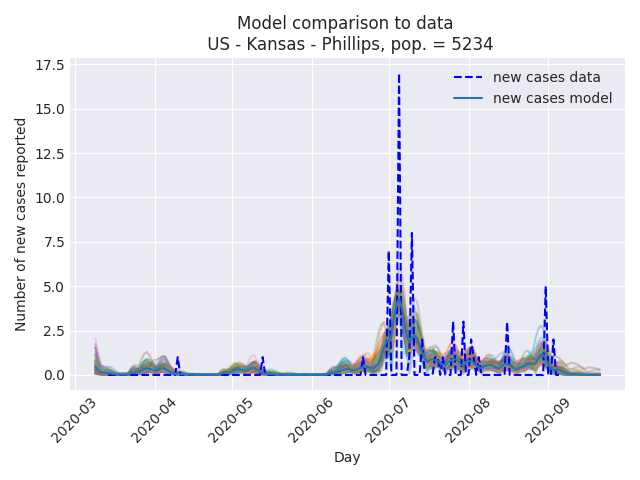 Model comparison to data
US - Kansas - Phillips, pop. = 5234
new cases data
new cases model
Number of new cases reported
17.5
15.0
12.5
10.0
7.5
5.0
2.5
0.0
2020-03
2020-04
2020-05
2020-06
2020-07
2020-08
2020-09
Day